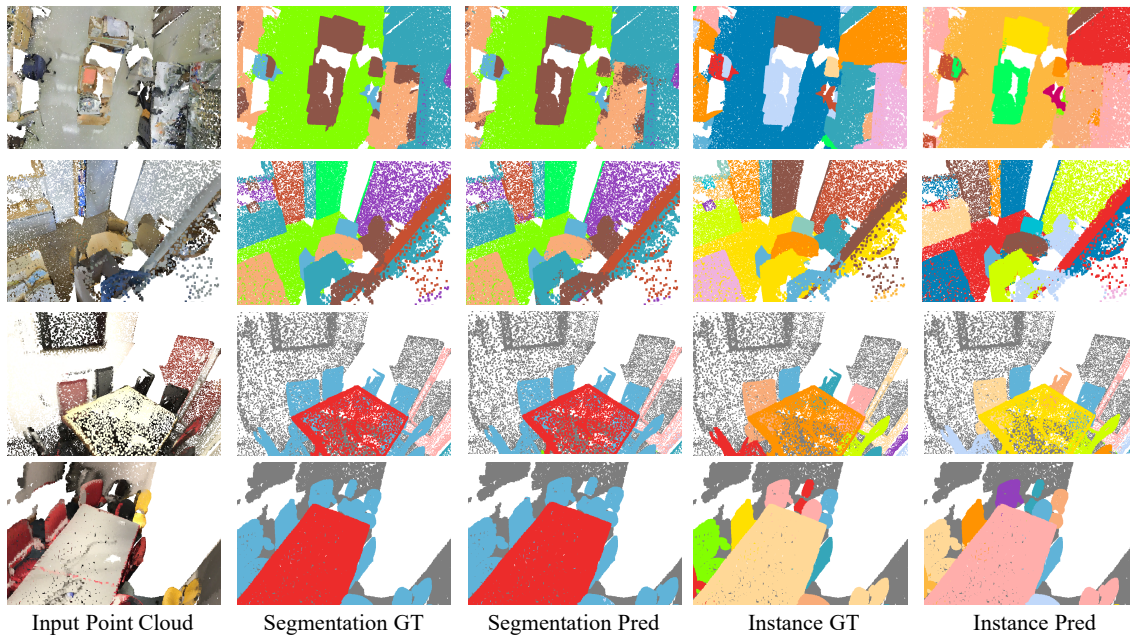 Input Point Cloud
Segmentation GT
Segmentation Pred
Instance GT
Instance Pred